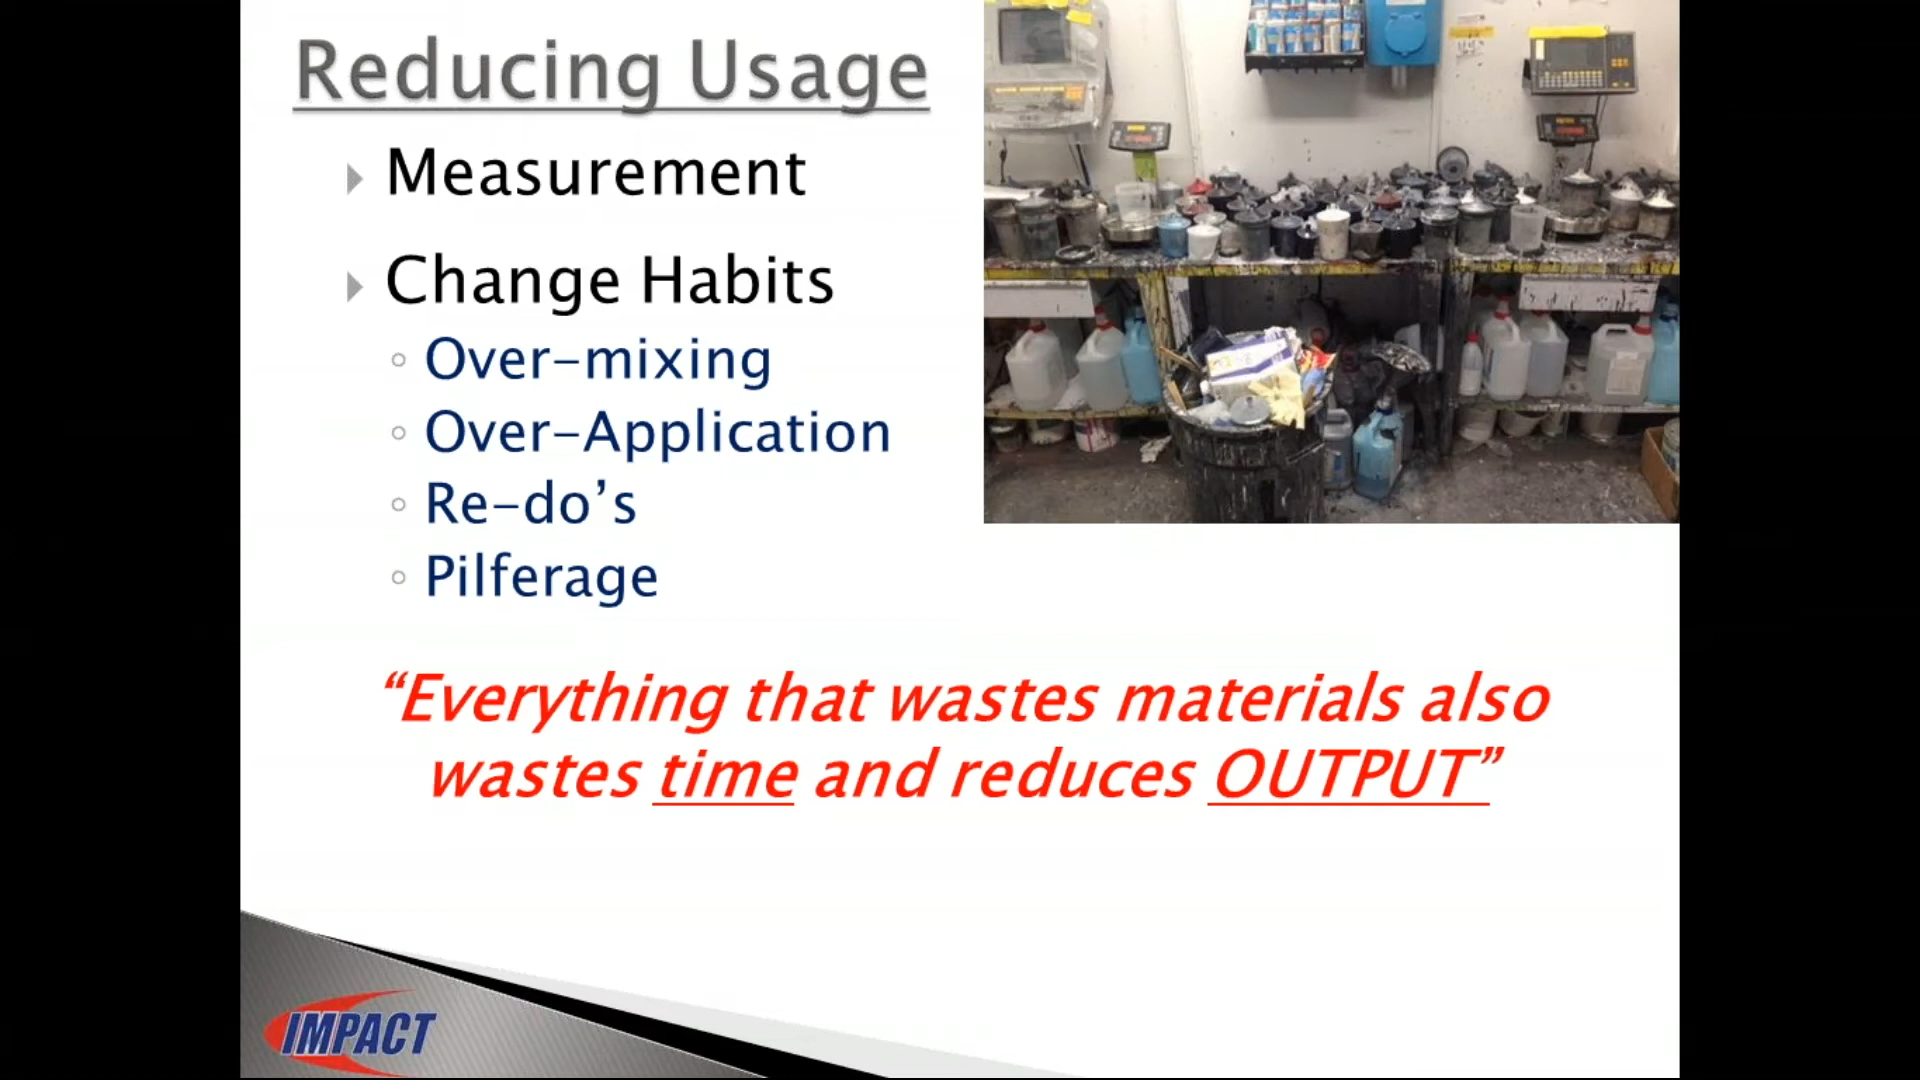 Reducing Usage
Measurement
Change Habits
Over-mixing
Over-Application
Re-do’s
Pilferage
“Everything that wastes materials also
wastes time and reduces OUTPUT”
IMPACT